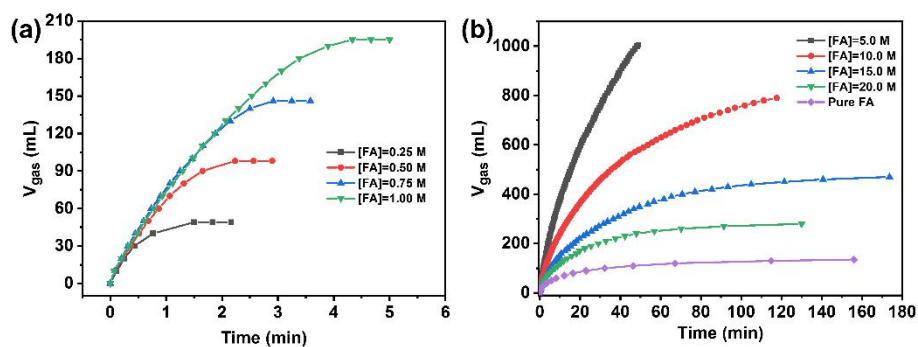 (a)
210
180
150
120
90
60
30
0
V_gas (mL)
[FA]=0.25 M
[FA]=0.50 M
[FA]=0.75 M
[FA]=1.00 M
0 1 2 3 4 5 6
Time (min)
(b)
1000
800
600
400
200
0
V_gas (mL)
[FA]=5.0 M
[FA]=10.0 M
[FA]=15.0 M
[FA]=20.0 M
Pure FA
0 20 40 60 80 100 120 140 160 180
Time (min)